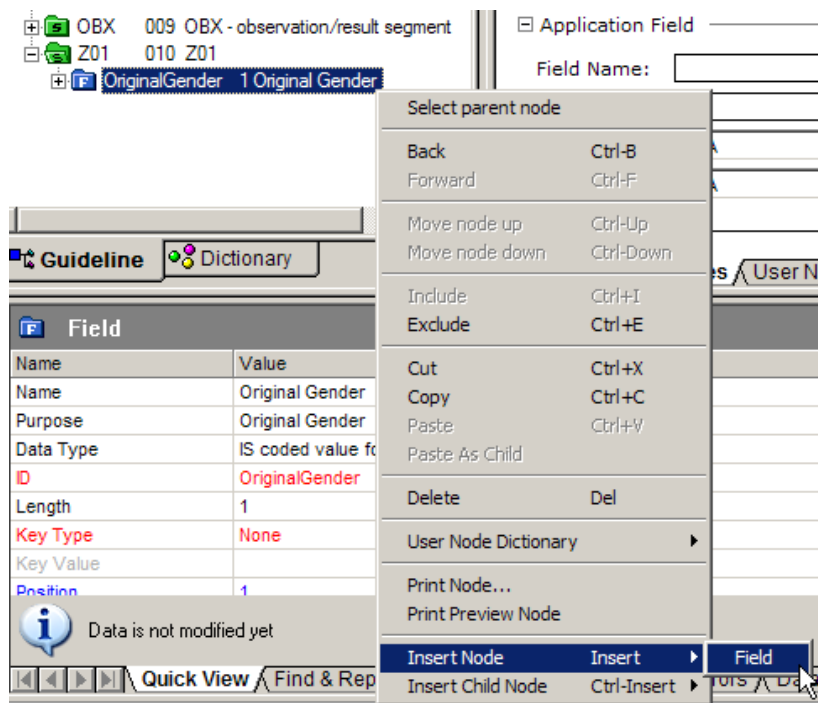 OBX 009 OBX - observation/result segment
Z01 010 Z01
OriginalGender 1 Original Gender
Application Field
Field Name:
Select parent node
Back Ctrl-B
Forward Ctrl-F
Move node up Ctrl-Up
Move node down Ctrl-Down
Include Ctrl+I
Exclude Ctrl+E
Cut Ctrl+X
Copy Ctrl+C
Paste Ctrl+V
Paste As Child
Delete Del
User Node Dictionary
Print Node...
Print Preview Node
Insert Node Insert
Insert Child Node Ctrl-Insert
Field
Guideline Dictionary
User N
Field
Name Value
Name Original Gender
Purpose Original Gender
Data Type IS coded value fo
ID OriginalGender
Length 1
Key Type None
Key Value
Position 1
Data is not modified yet
Quick View Find & Rep